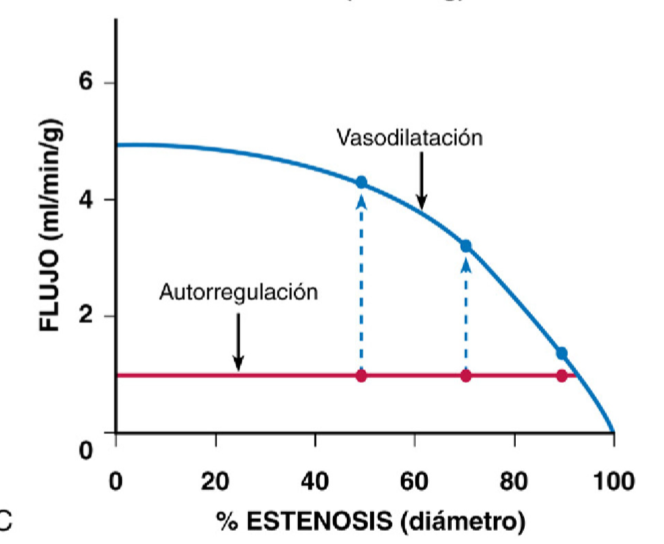 6
Vasodilatación
4
FLUJO (ml/min/g)
Autorregulación
2
0
0 20 40 60 80 100
C
% ESTENOSIS (diámetro)